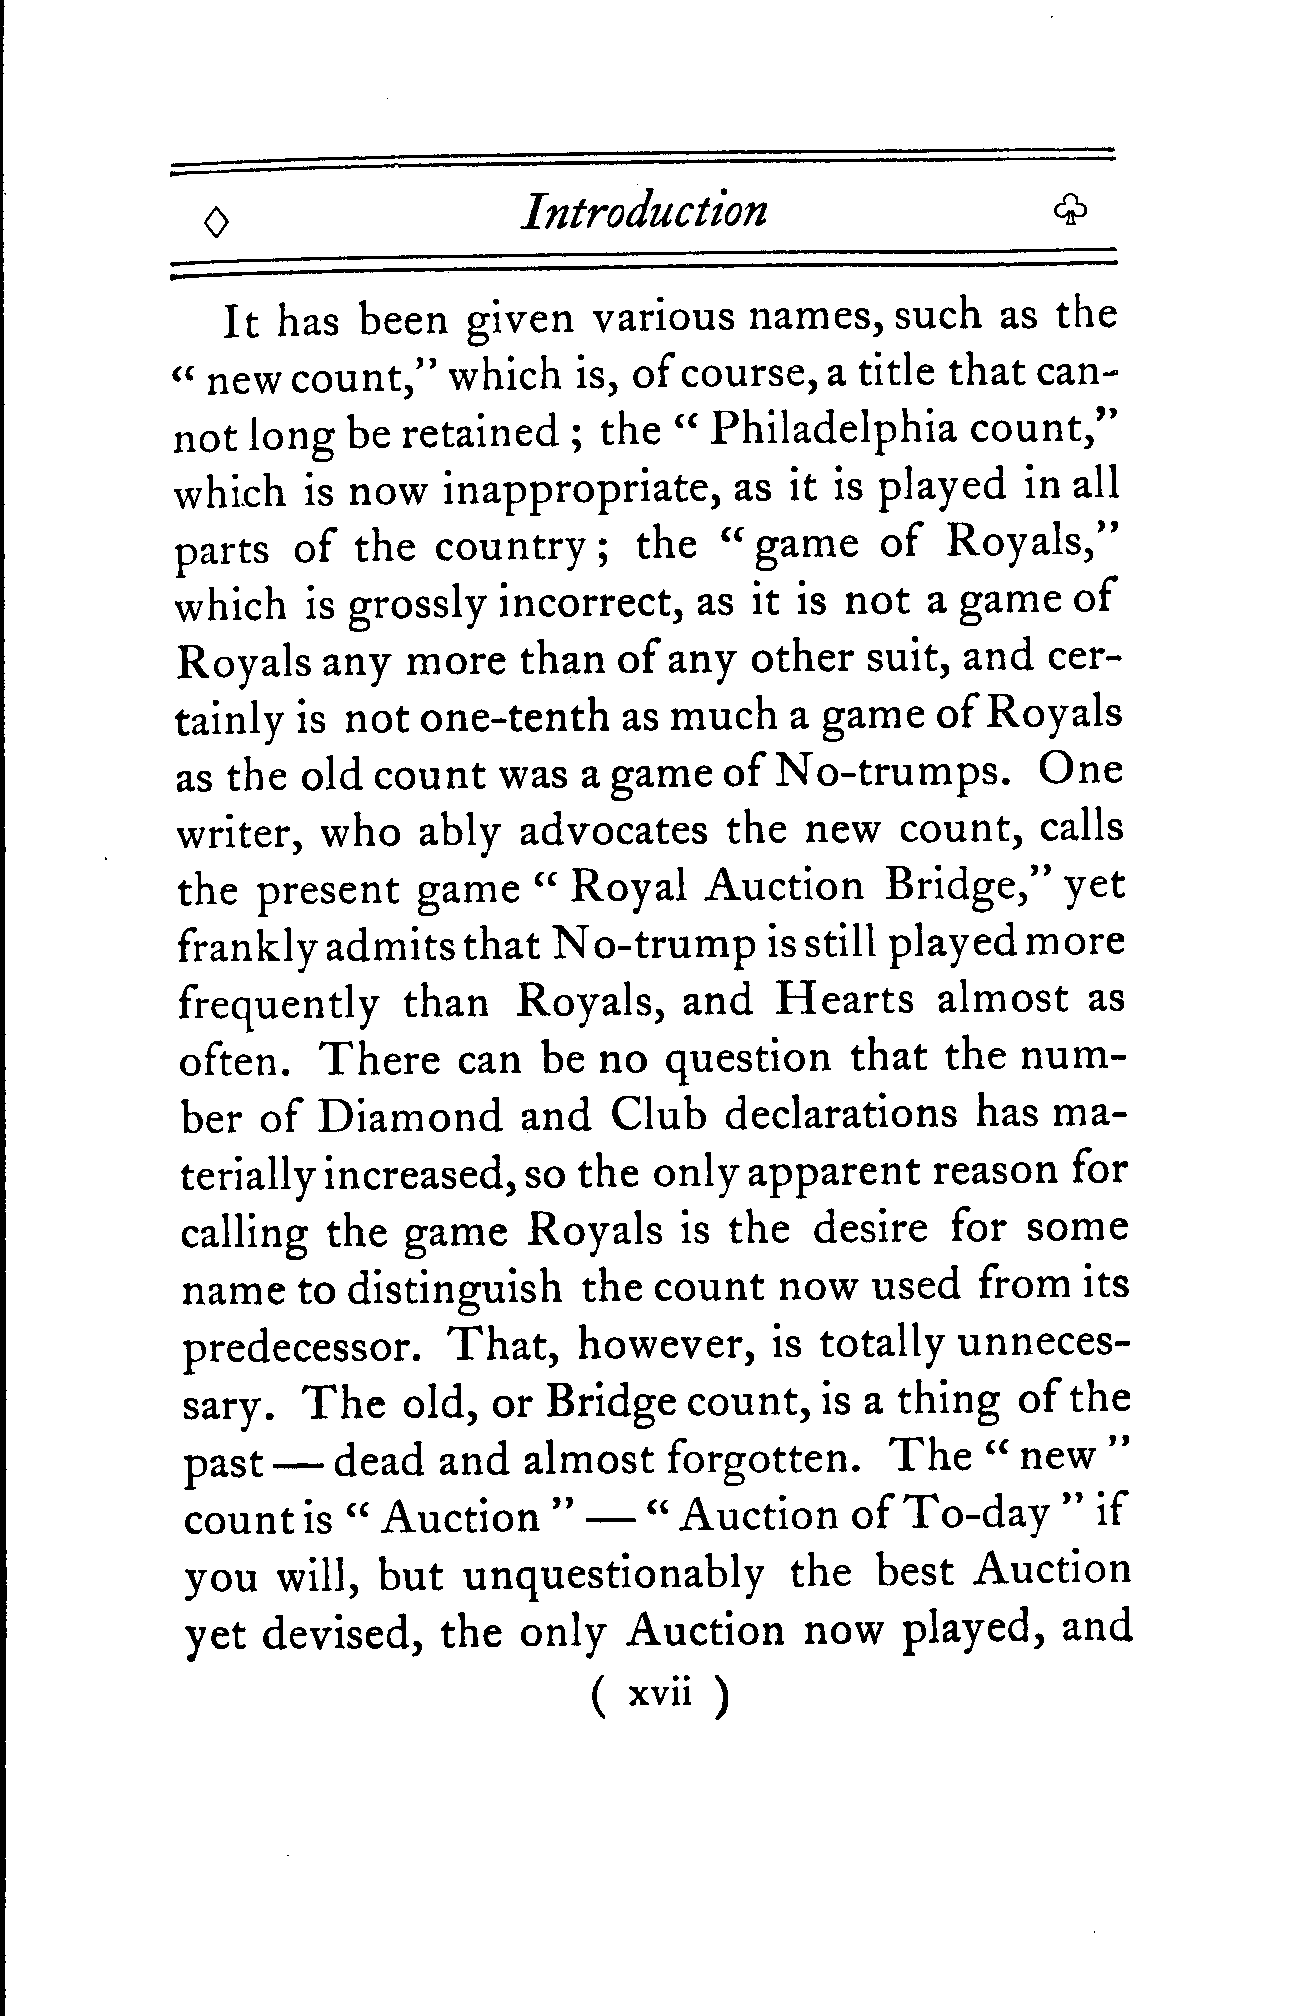 ◇ Introduction ♧
It has been given various names, such as the
“ new count,” which is, of course, a title that can-
not long be retained ; the “ Philadelphia count,”
which is now inappropriate, as it is played in all
parts of the country ; the “ game of Royals,”
which is grossly incorrect, as it is not a game of
Royals any more than of any other suit, and cer-
tainly is not one-tenth as much a game of Royals
as the old count was a game of No-trumps. One
writer, who ably advocates the new count, calls
the present game “ Royal Auction Bridge,” yet
frankly admits that No-trump is still played more
frequently than Royals, and Hearts almost as
often. There can be no question that the num-
ber of Diamond and Club declarations has ma-
terially increased, so the only apparent reason for
calling the game Royals is the desire for some
name to distinguish the count now used from its
predecessor. That, however, is totally unneces-
sary. The old, or Bridge count, is a thing of the
past — dead and almost forgotten. The “ new ”
count is “ Auction ” — “ Auction of To-day ” if
you will, but unquestionably the best Auction
yet devised, the only Auction now played, and
( xvii )